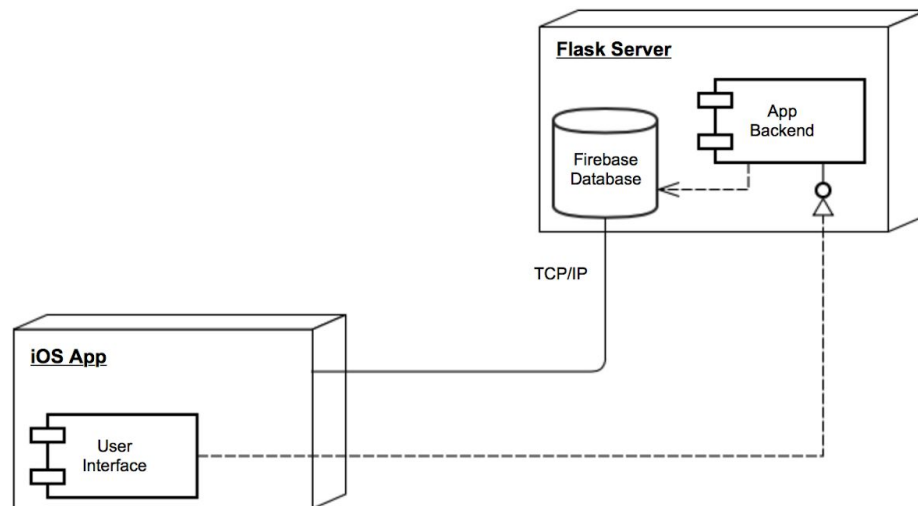 Flask Server
App
Backend
Firebase
Database
TCP/IP
iOS App
User
Interface